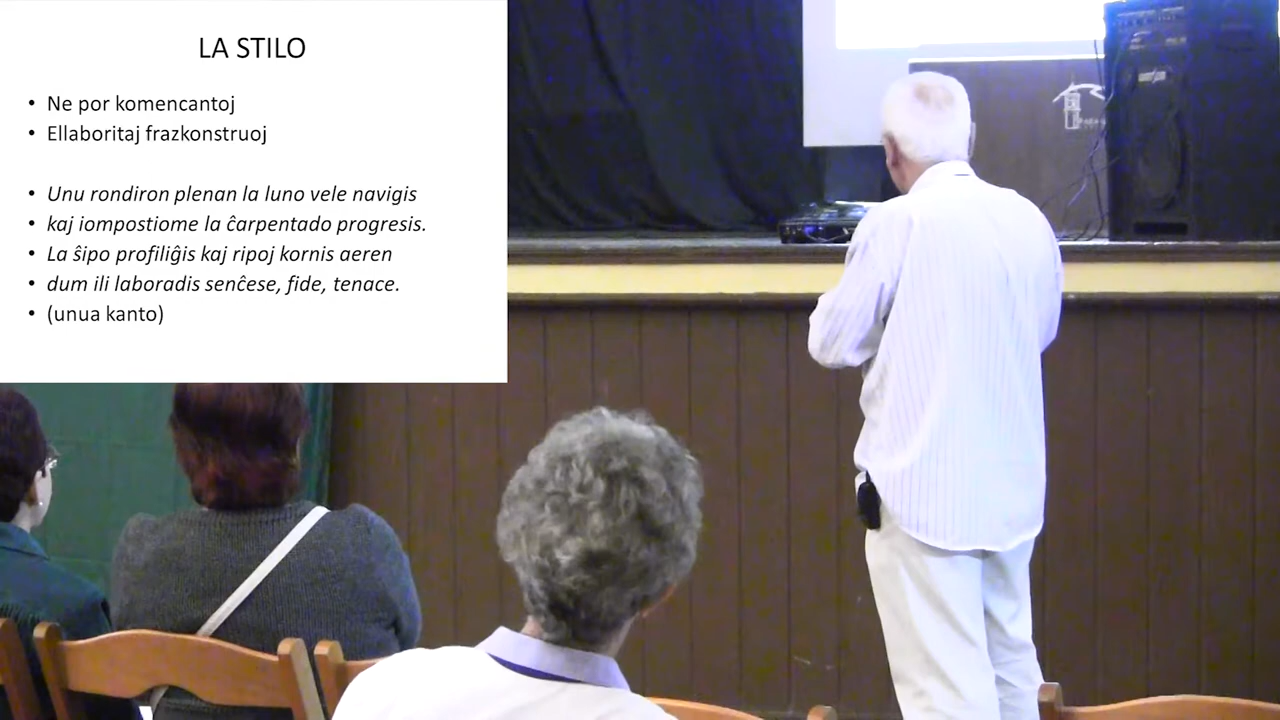 LA STILO
• Ne por komencantoj
• Ellaboritaj frazkonstruoj
• Unu rondiron plenan la luno vele navigis
• kaj iompostiome la ĉarpentado progresis.
• La ŝipo profiliĝis kaj ripoj kornis aeren
• dum ili laboradis senĉese, fide, tenace.
• (unua kanto)